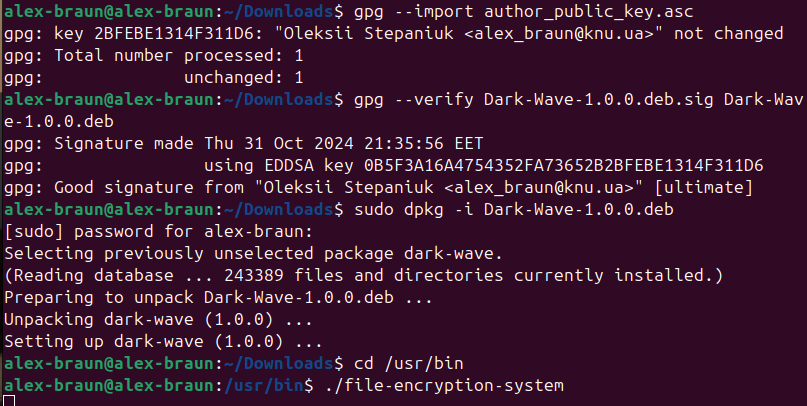 alex-braun@alex-braun:~/Downloads$ gpg --import author_public_key.asc
gpg: key 2BFEBE1314F311D6: "Oleksii Stepaniuk <alex_braun@knu.ua>" not changed
gpg: Total number processed: 1
gpg:              unchanged: 1
alex-braun@alex-braun:~/Downloads$ gpg --verify Dark-Wave-1.0.0.deb.sig Dark-Wav
e-1.0.0.deb
gpg: Signature made Thu 31 Oct 2024 21:35:56 EET
gpg:                using EDDSA key 0B5F3A16A4754352FA73652B2BFEBE1314F311D6
gpg: Good signature from "Oleksii Stepaniuk <alex_braun@knu.ua>" [ultimate]
alex-braun@alex-braun:~/Downloads$ sudo dpkg -i Dark-Wave-1.0.0.deb
[sudo] password for alex-braun:
Selecting previously unselected package dark-wave.
(Reading database ... 243389 files and directories currently installed.)
Preparing to unpack Dark-Wave-1.0.0.deb ...
Unpacking dark-wave (1.0.0) ...
Setting up dark-wave (1.0.0) ...
alex-braun@alex-braun:~/Downloads$ cd /usr/bin
alex-braun@alex-braun:/usr/bin$ ./file-encryption-system